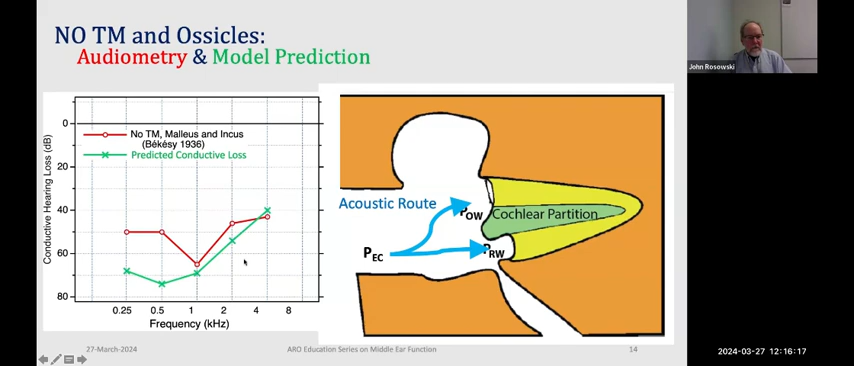 NO TM and Ossicles:
Audiometry & Model Prediction
John Rosowski
0
20
40
60
80
Conductive Hearing Loss (dB)
No TM, Malleus and Incus
(Békésy 1936)
Predicted Conductive Loss
0.25 0.5 1 2 4 8
Frequency (kHz)
Acoustic Route
POW
Cochlear Partition
PEC
PRW
27-March-2024
ARO Education Series on Middle Ear Function
14
2024-03-27 12:16:17